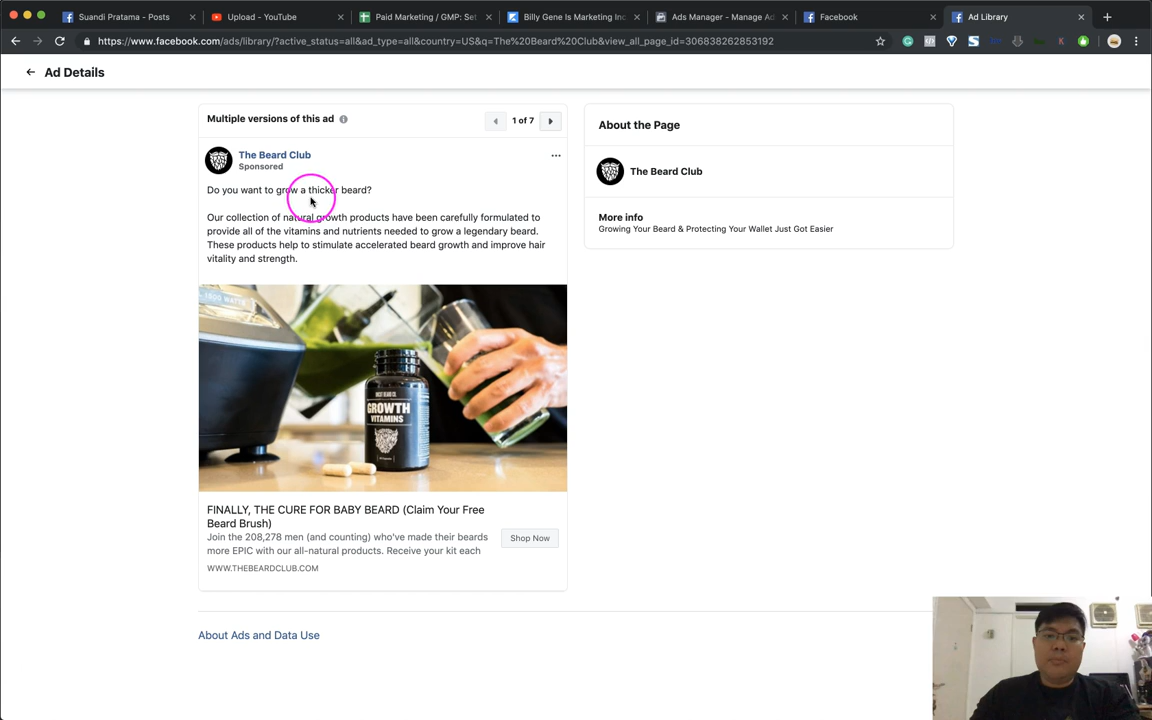 Suandi Pratama - Posts
Upload - YouTube
Paid Marketing / GMP: Set
Billy Gene Is Marketing Inc
Ads Manager - Manage Ad
Facebook
Ad Library
https://www.facebook.com/ads/library/?active_status=all&ad_type=all&country=US&q=The%20Beard%20Club&view_all_page_id=306838262853192
Ad Details
Multiple versions of this ad
1 of 7
The Beard Club
Sponsored
Do you want to grow a thicker beard?
Our collection of natural growth products have been carefully formulated to
provide all of the vitamins and nutrients needed to grow a legendary beard.
These products help to stimulate accelerated beard growth and improve hair
vitality and strength.
1500 WATTS
GROWTH
VITAMINS
FINALLY, THE CURE FOR BABY BEARD (Claim Your Free
Beard Brush)
Join the 208,278 men (and counting) who've made their beards
more EPIC with our all-natural products. Receive your kit each
Shop Now
WWW.THEBEARDCLUB.COM
About the Page
The Beard Club
More info
Growing Your Beard & Protecting Your Wallet Just Got Easier
About Ads and Data Use